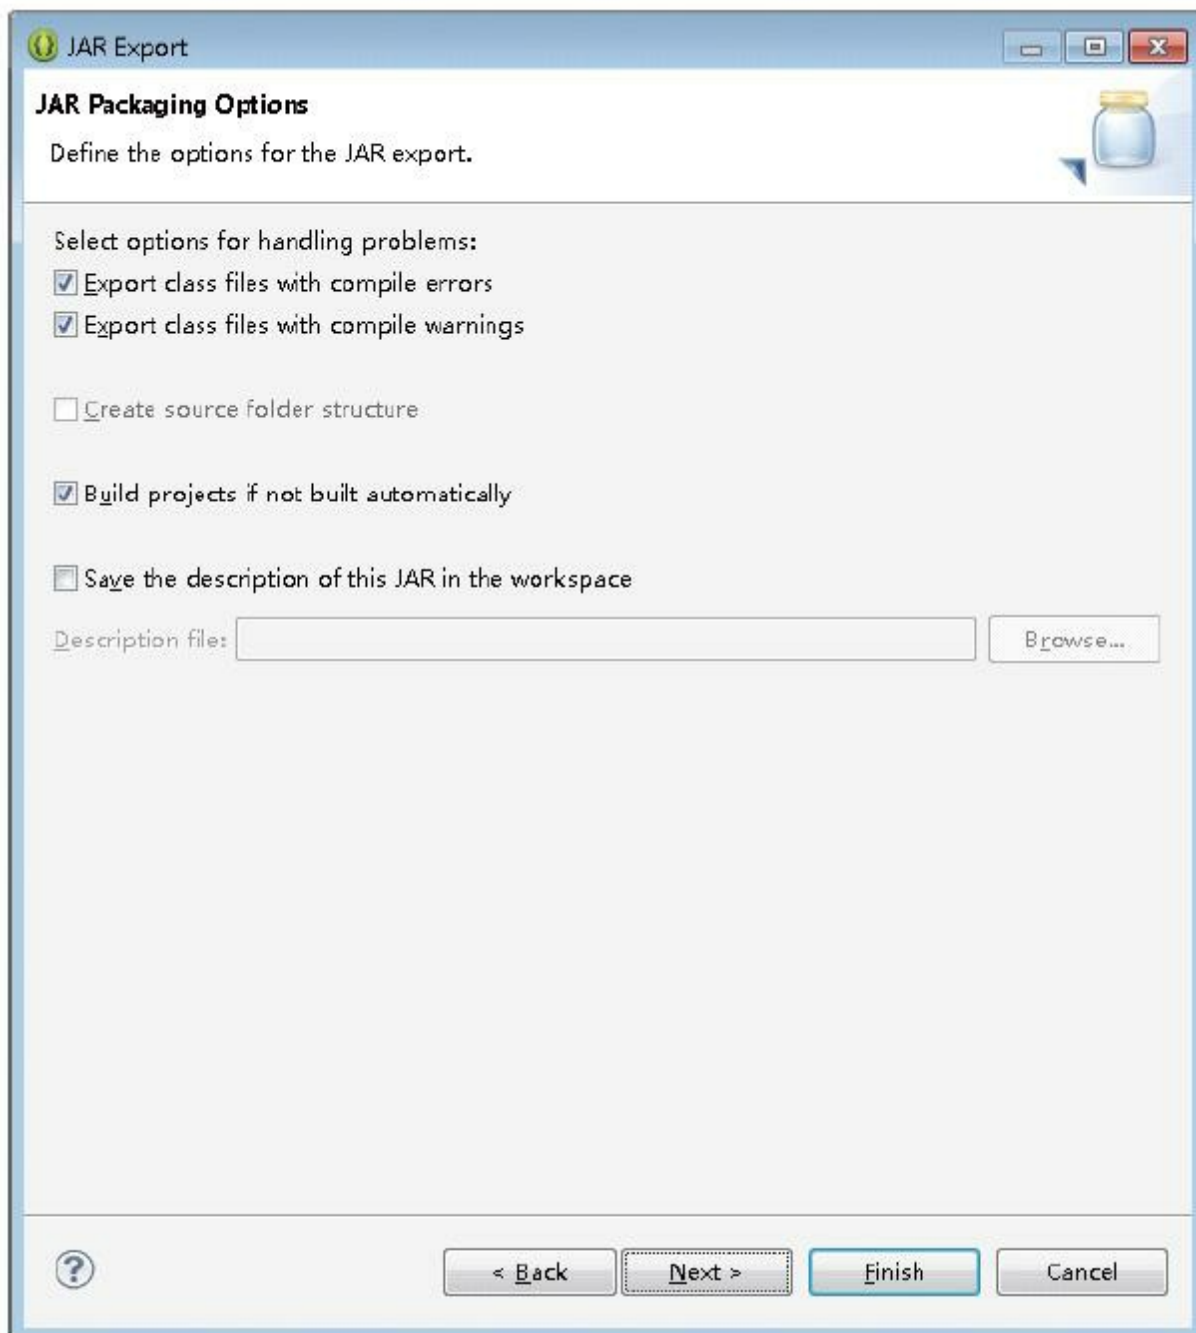 JAR Export
JAR Packaging Options
Define the options for the JAR export.
Select options for handling problems:
Export class files with compile errors
Export class files with compile warnings
Create source folder structure
Build projects if not built automatically
Save the description of this JAR in the workspace
Description file:
Browse...
?
< Back
Next >
Finish
Cancel